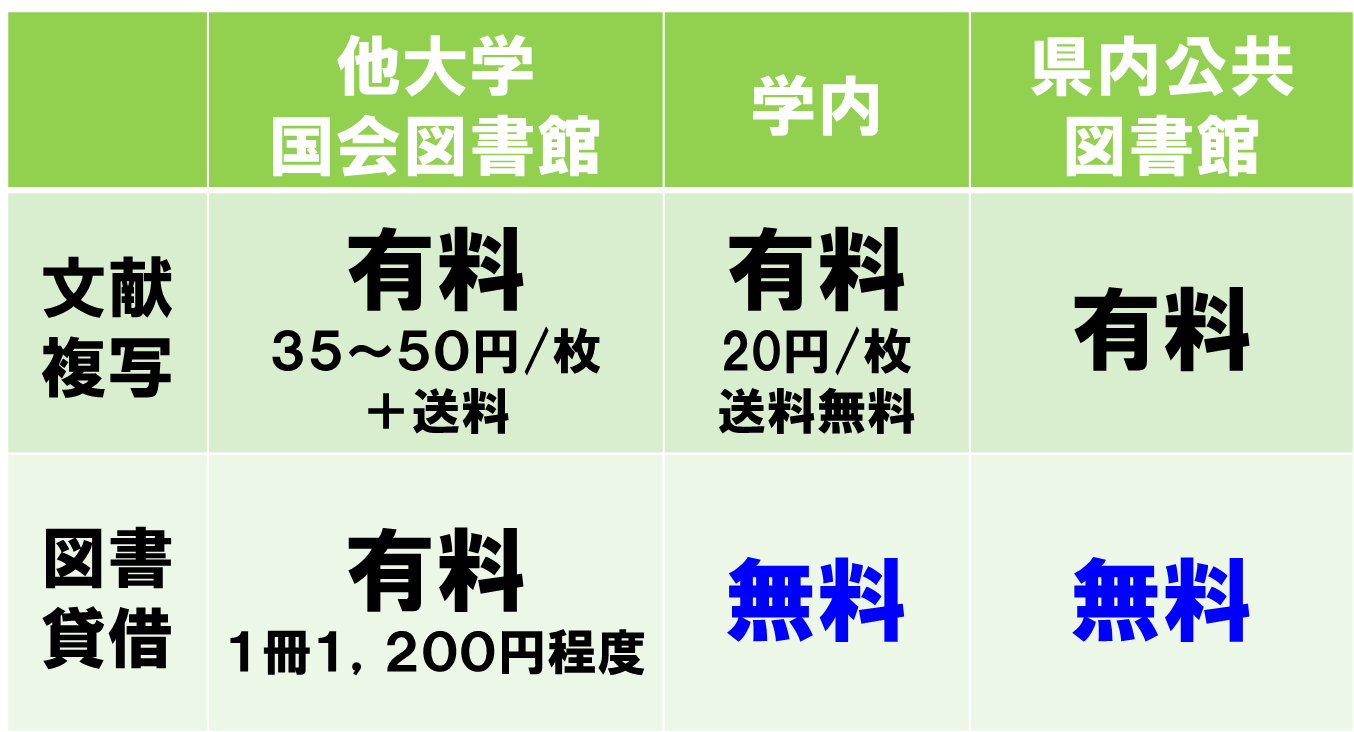 他大学
国会図書館
学内
県内公共
図書館
文献
複写
有料
35～50円/枚
＋送料
有料
20円/枚
送料無料
有料
図書
貸借
有料
1冊1，200円程度
無料
無料